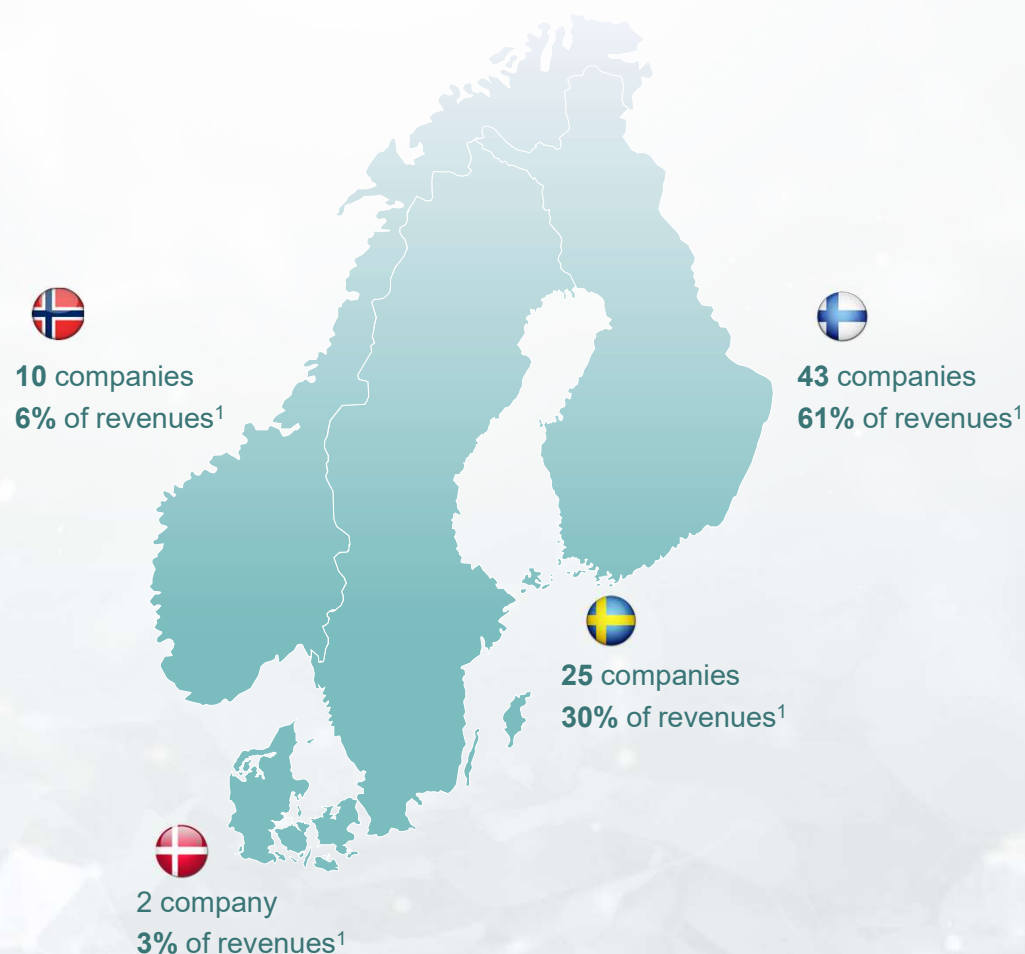 10 companies
6% of revenues¹
43 companies
61% of revenues¹
25 companies
30% of revenues¹
2 company
3% of revenues¹